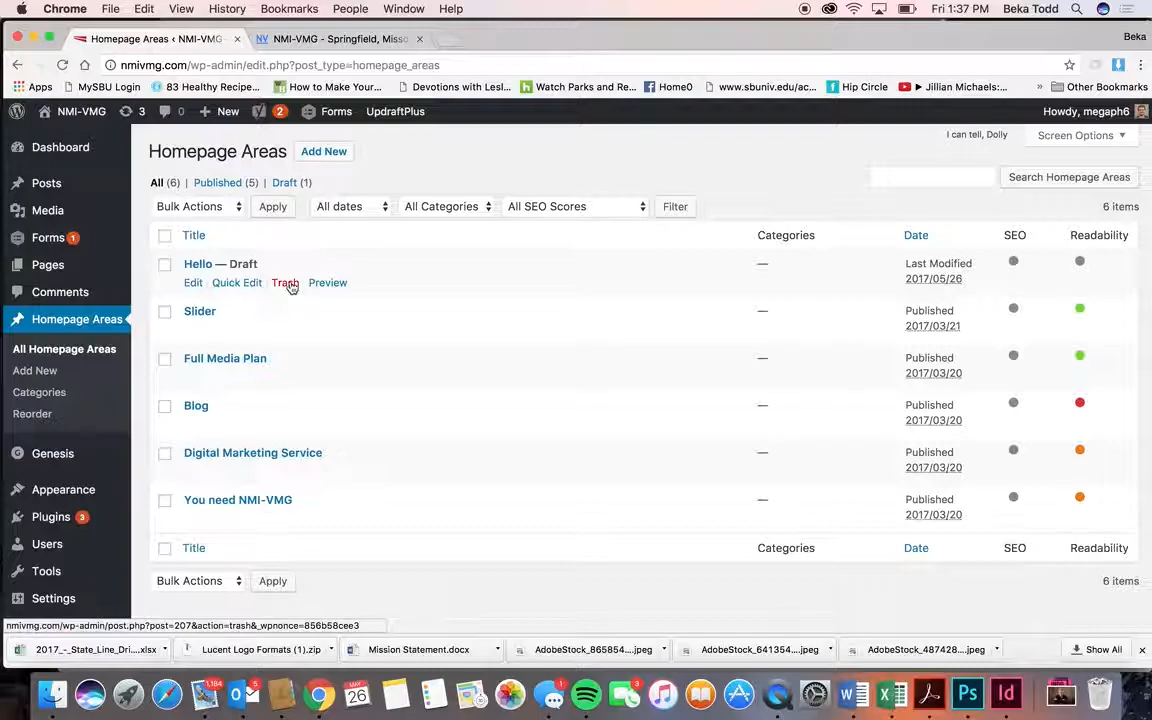 Chrome File Edit View History Bookmarks People Window Help Fri 1:37 PM Beka Todd
Homepage Areas ‹ NMI-VMG × NMI-VMG - Springfield, Misso × Beka
nmivmg.com/wp-admin/edit.php?post_type=homepage_areas
Apps MySBU Login 83 Healthy Recipe... How to Make Your... Devotions with Lesl... Watch Parks and Re... Home0 www.sbuniv.edu/ac... Hip Circle Jillian Michaels:... » Other Bookmarks
NMI-VMG 3 0 + New 2 Forms UpdraftPlus Howdy, megaph6
Dashboard
Posts
Media
Forms 1
Pages
Comments
Homepage Areas
All Homepage Areas
Add New
Categories
Reorder
Genesis
Appearance
Plugins 3
Users
Tools
Settings
I can tell, Dolly Screen Options
Homepage Areas Add New
All (6) | Published (5) | Draft (1) Search Homepage Areas
Bulk Actions Apply All dates All Categories All SEO Scores Filter 6 items
Title Categories Date SEO Readability
Hello — Draft — Last Modified
2017/05/26
Edit Quick Edit Trash Preview
Slider — Published
2017/03/21
Full Media Plan — Published
2017/03/20
Blog — Published
2017/03/20
Digital Marketing Service — Published
2017/03/20
You need NMI-VMG — Published
2017/03/20
Title Categories Date SEO Readability
Bulk Actions Apply 6 items
nmivmg.com/wp-admin/post.php?post=207&action=trash&_wpnonce=856b58cee3
2017_-_State_Line_Dri....xlsx Lucent Logo Formats (1).zip Mission Statement.docx AdobeStock_865854....jpeg AdobeStock_641354....jpeg AdobeStock_487428....jpeg Show All ×
1,184 5 MAY 26 1 3 W X Ps Id